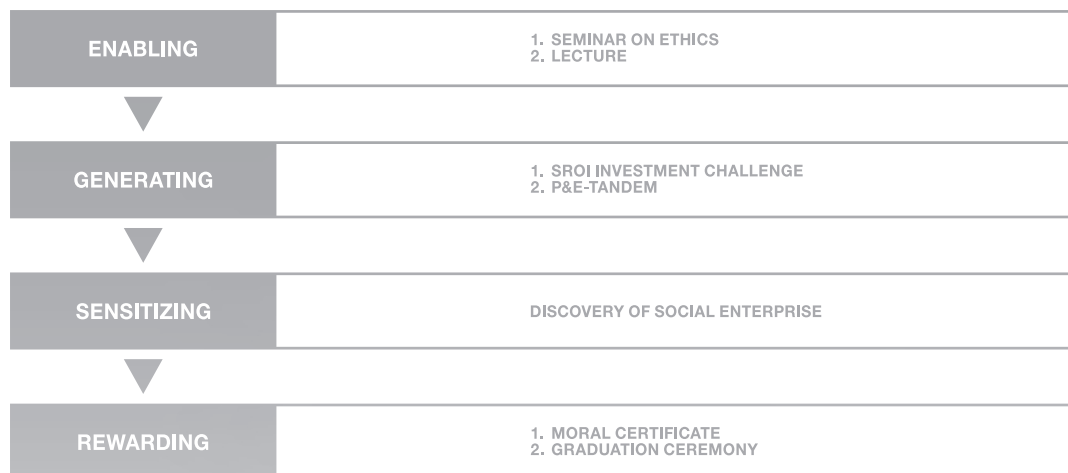 ENABLING
1. SEMINAR ON ETHICS
2. LECTURE
GENERATING
1. SROI INVESTMENT CHALLENGE
2. P&E-TANDEM
SENSITIZING
DISCOVERY OF SOCIAL ENTERPRISE
REWARDING
1. MORAL CERTIFICATE
2. GRADUATION CEREMONY